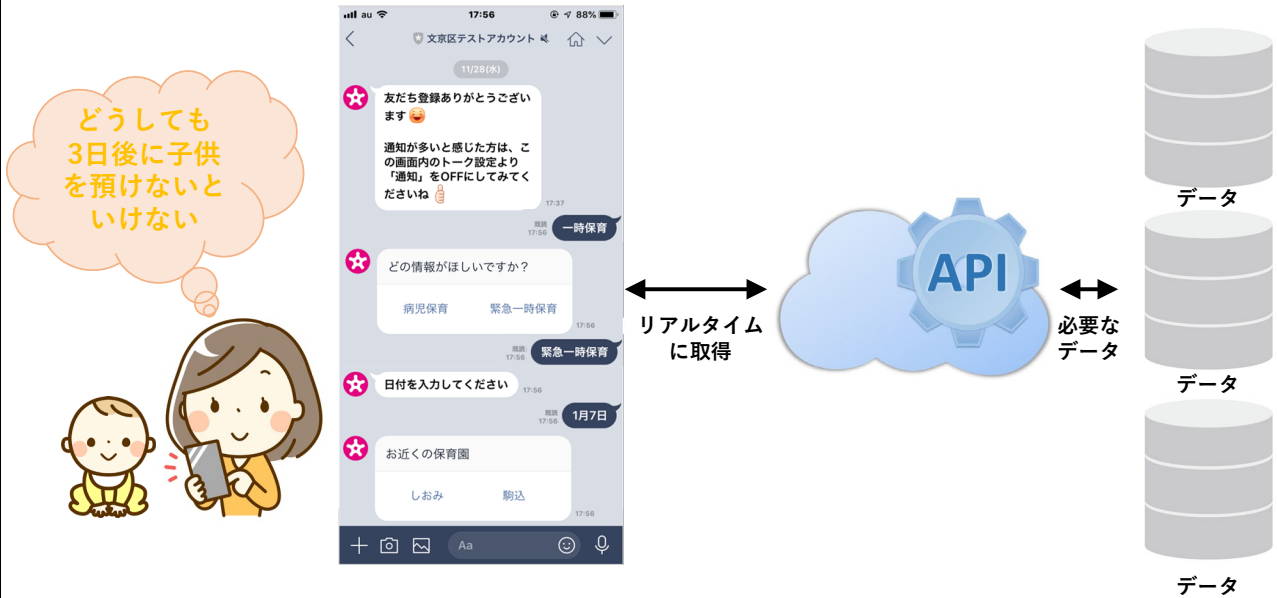 どうしても
3日後に子供
を預けないと
いけない
au
17:56
88%
文京区テストアカウント
11/28(水)
友だち登録ありがとうござい
ます
通知が多いと感じた方は、こ
の画面内のトーク設定より
「通知」をOFFにしてみてく
ださいね
17:37
既読
17:56
一時保育
どの情報がほしいですか？
病児保育 緊急一時保育
17:56
既読
17:56
緊急一時保育
日付を入力してください
17:56
既読
17:56
1月7日
お近くの保育園
しおみ 駒込
17:56
Aa
リアルタイム
に取得
API
必要な
データ
データ
データ
データ